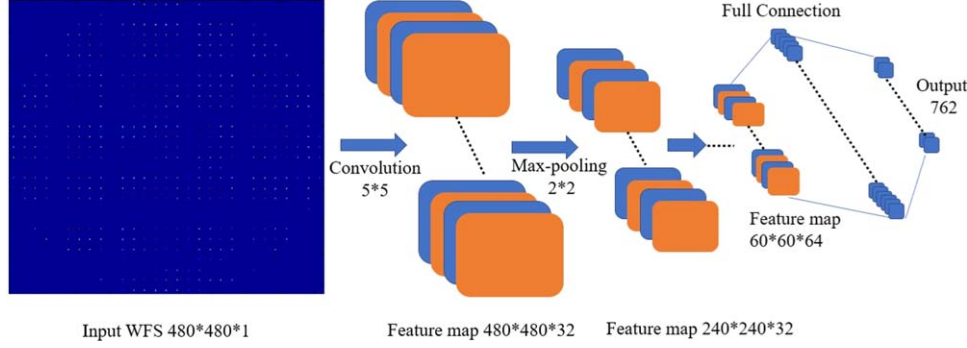 Full Connection
Output
762
Convolution
5*5
Max-pooling
2*2
Feature map
60*60*64
Input WFS 480*480*1
Feature map 480*480*32
Feature map 240*240*32